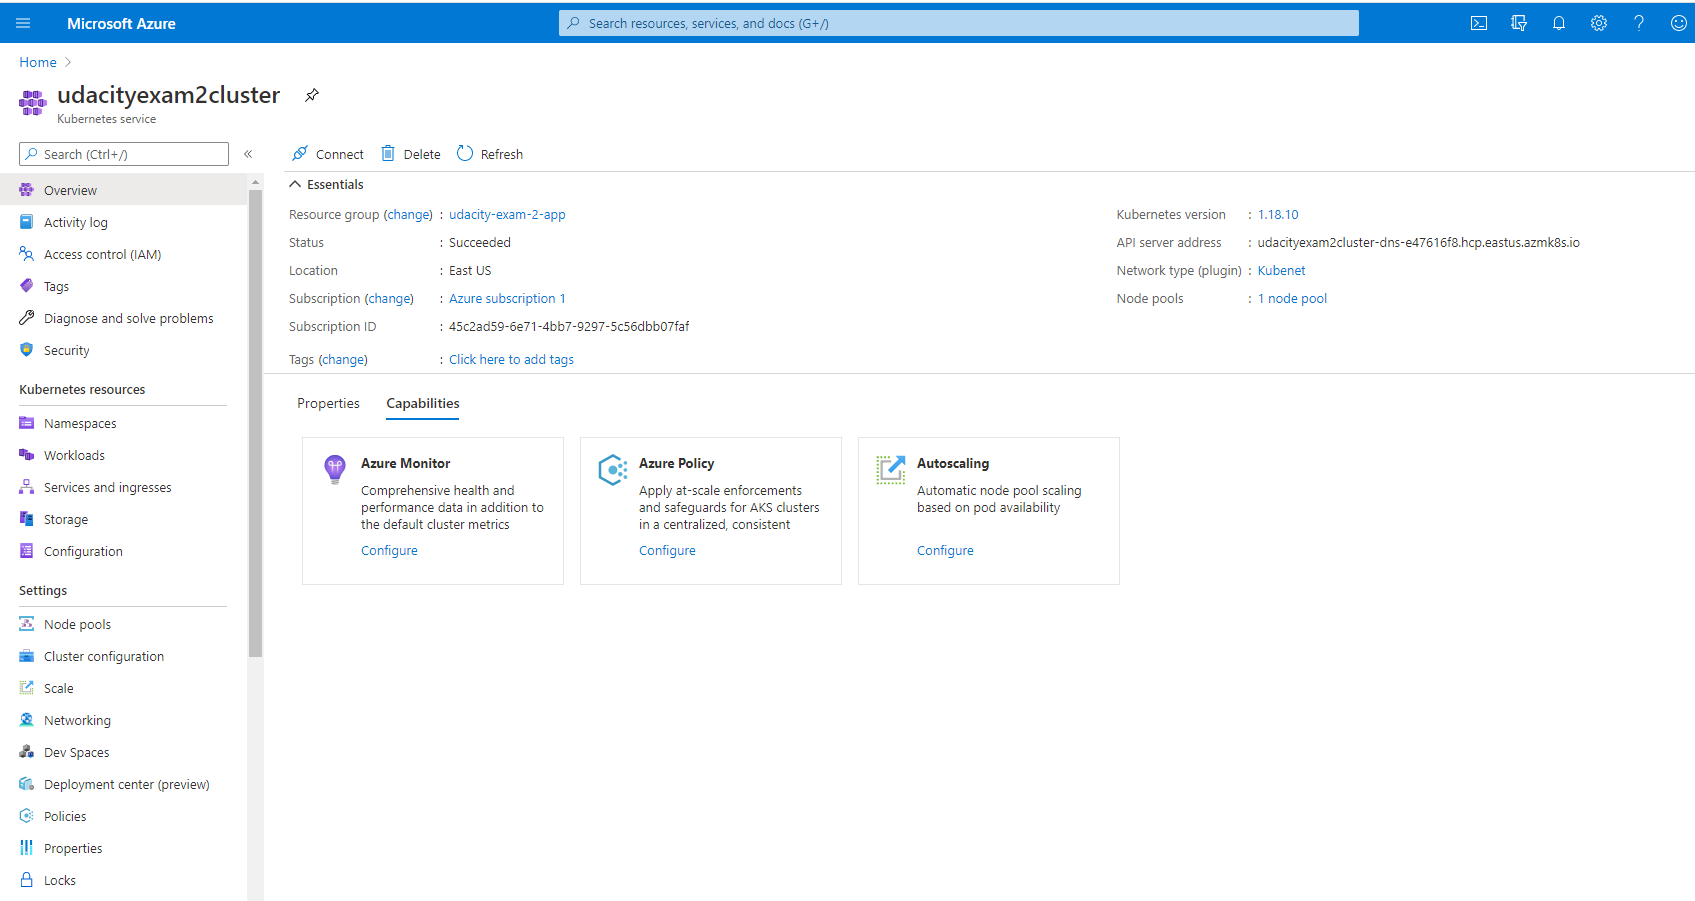 Microsoft Azure
Search resources, services, and docs (G+/)
Home
udacityexam2cluster
Kubernetes service
Search (Ctrl+/)
«
Connect
Delete
Refresh
Overview
Activity log
Access control (IAM)
Tags
Diagnose and solve problems
Security
Kubernetes resources
Namespaces
Workloads
Services and ingresses
Storage
Configuration
Settings
Node pools
Cluster configuration
Scale
Networking
Dev Spaces
Deployment center (preview)
Policies
Properties
Locks
Essentials
Resource group (change) : udacity-exam-2-app
Status : Succeeded
Location : East US
Subscription (change) : Azure subscription 1
Subscription ID : 45c2ad59-6e71-4bb7-9297-5c56dbb07faf
Tags (change) : Click here to add tags
Kubernetes version : 1.18.10
API server address : udacityexam2cluster-dns-e47616f8.hcp.eastus.azmk8s.io
Network type (plugin) : Kubenet
Node pools : 1 node pool
Properties
Capabilities
Azure Monitor
Comprehensive health and
performance data in addition to
the default cluster metrics
Configure
Azure Policy
Apply at-scale enforcements
and safeguards for AKS clusters
in a centralized, consistent
Configure
Autoscaling
Automatic node pool scaling
based on pod availability
Configure